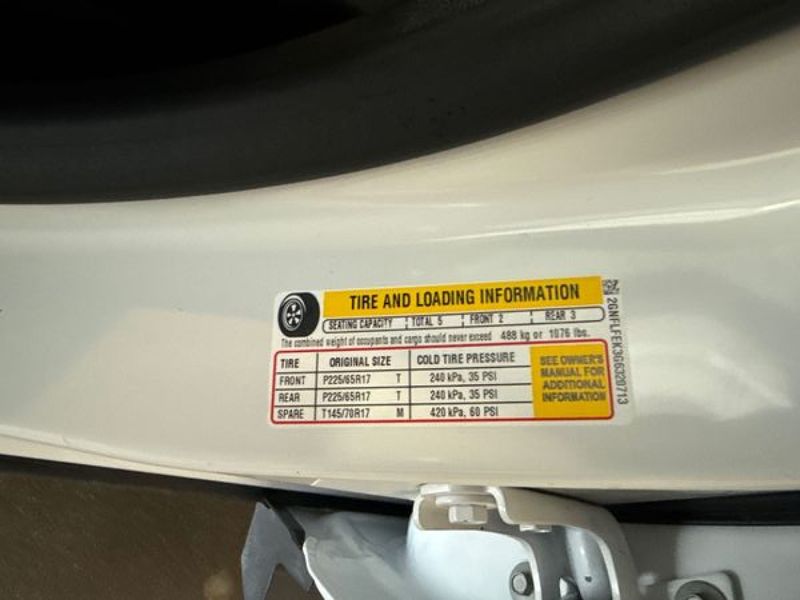 TIRE AND LOADING INFORMATION
SEATING CAPACITY TOTAL 5 FRONT 2 REAR 3
The combined weight of occupants and cargo should never exceed 488 kg or 1076 lbs.
TIRE ORIGINAL SIZE COLD TIRE PRESSURE
FRONT P225/65R17 T 240 kPa, 35 PSI
REAR P225/65R17 T 240 kPa, 35 PSI
SPARE T145/70R17 M 420 kPa, 60 PSI
SEE OWNER'S
MANUAL FOR
ADDITIONAL
INFORMATION
2GNFLFEK3G6320713